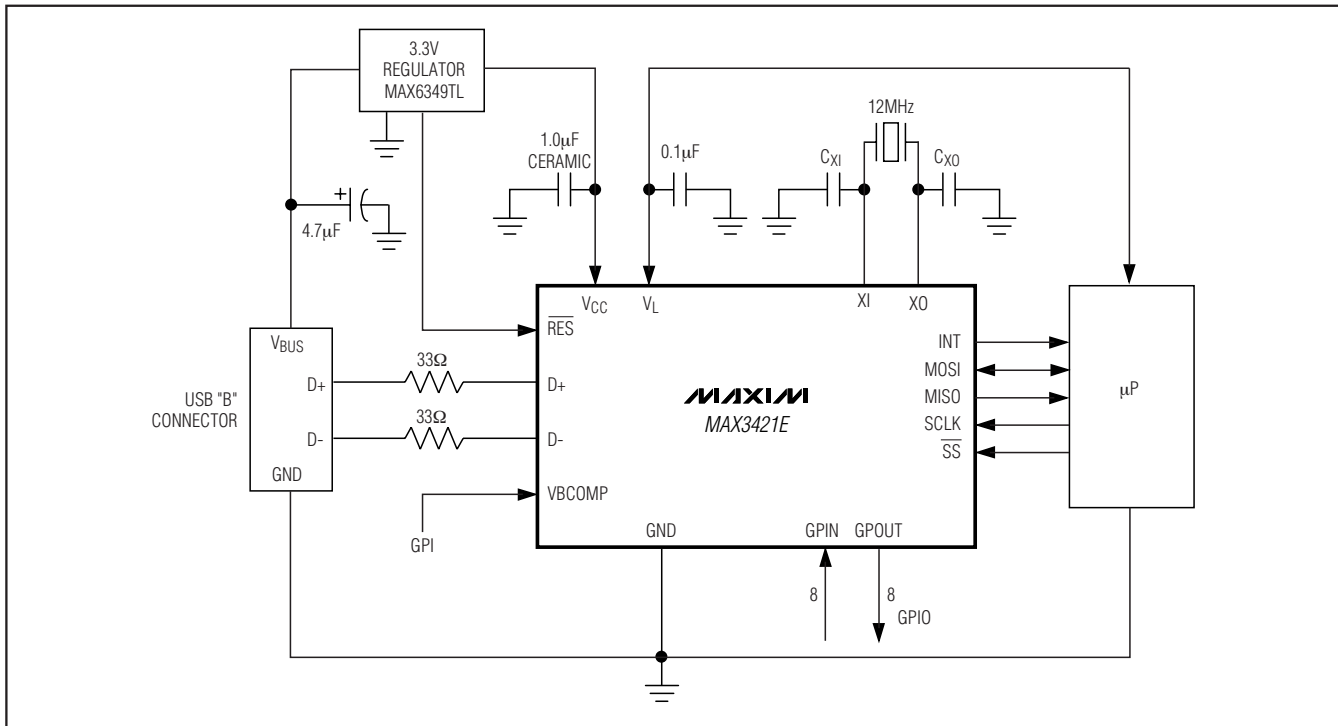 3.3V
REGULATOR
MAX6349TL
12MHz
1.0µF
CERAMIC
0.1µF
CXI
CXO
+
4.7µF
VCC
VL
XI
XO
RES
VBUS
INT
33Ω
MOSI
D+
D+
USB "B"
CONNECTOR
MAXIM
MAX3421E
MISO
µP
33Ω
SCLK
D-
D-
SS
GND
VBCOMP
GPI
GND
GPIN
GPOUT
8
8
GPIO